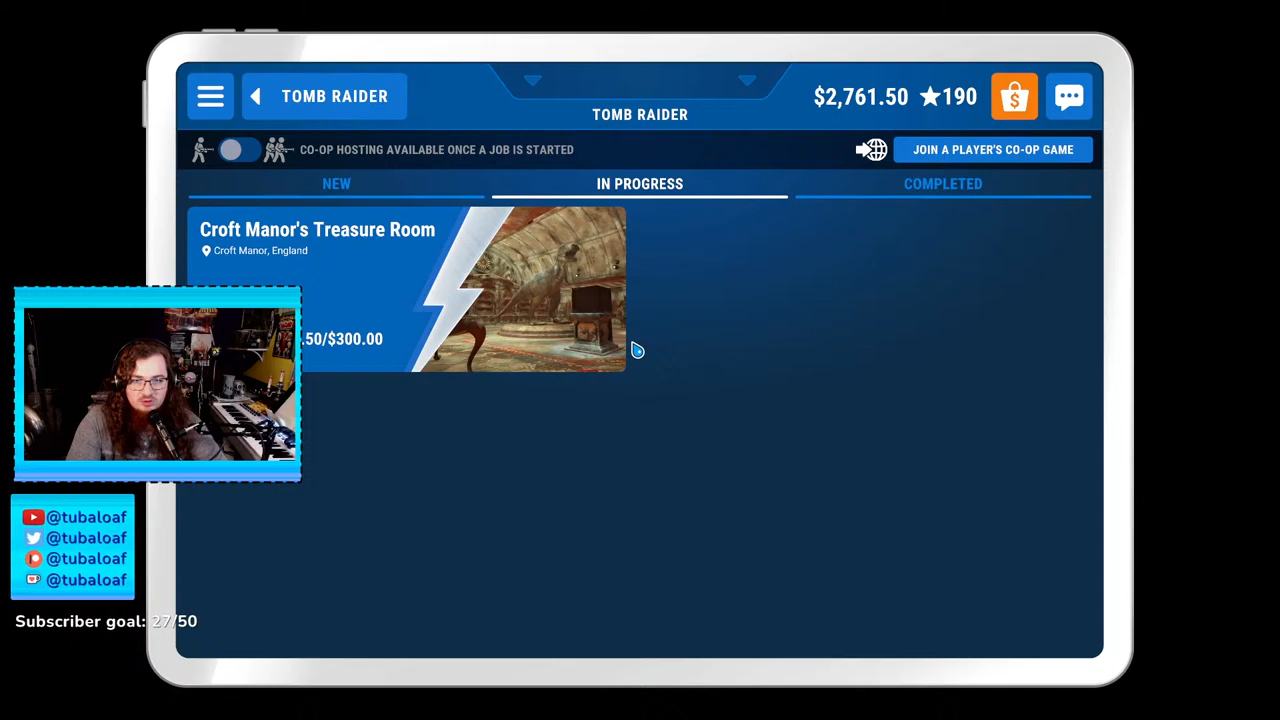 TOMB RAIDER
$2,761.50 ★190
TOMB RAIDER
CO-OP HOSTING AVAILABLE ONCE A JOB IS STARTED
JOIN A PLAYER'S CO-OP GAME
NEW
IN PROGRESS
COMPLETED
Croft Manor's Treasure Room
Croft Manor, England
.50/$300.00
@tubaloaf
@tubaloaf
@tubaloaf
@tubaloaf
Subscriber goal: 27/50